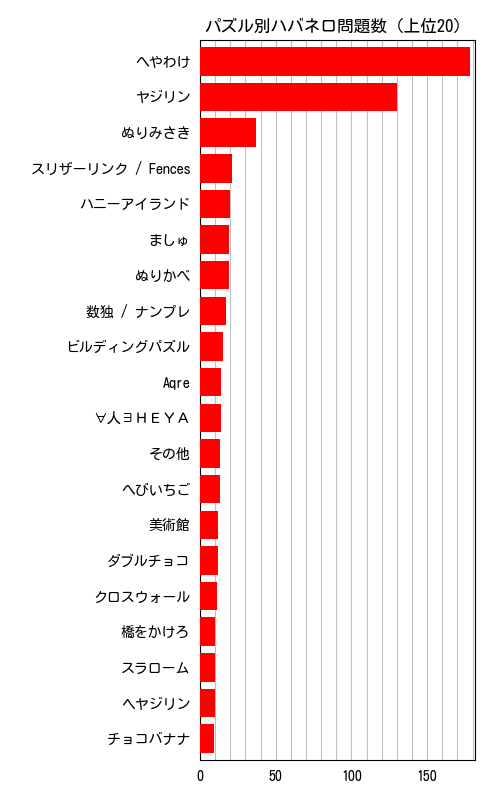 パズル別ハバネロ問題数 (上位20)
へやわけ
ヤジリン
ぬりみさき
スリザーリンク / Fences
ハニーアイランド
ましゅ
ぬりかべ
数独 / ナンプレ
ビルディングパズル
Aqre
∀人∃ＨＥＹＡ
その他
へびいちご
美術館
ダブルチョコ
クロスウォール
橋をかけろ
スラローム
ヘヤジリン
チョコバナナ
0 50 100 150